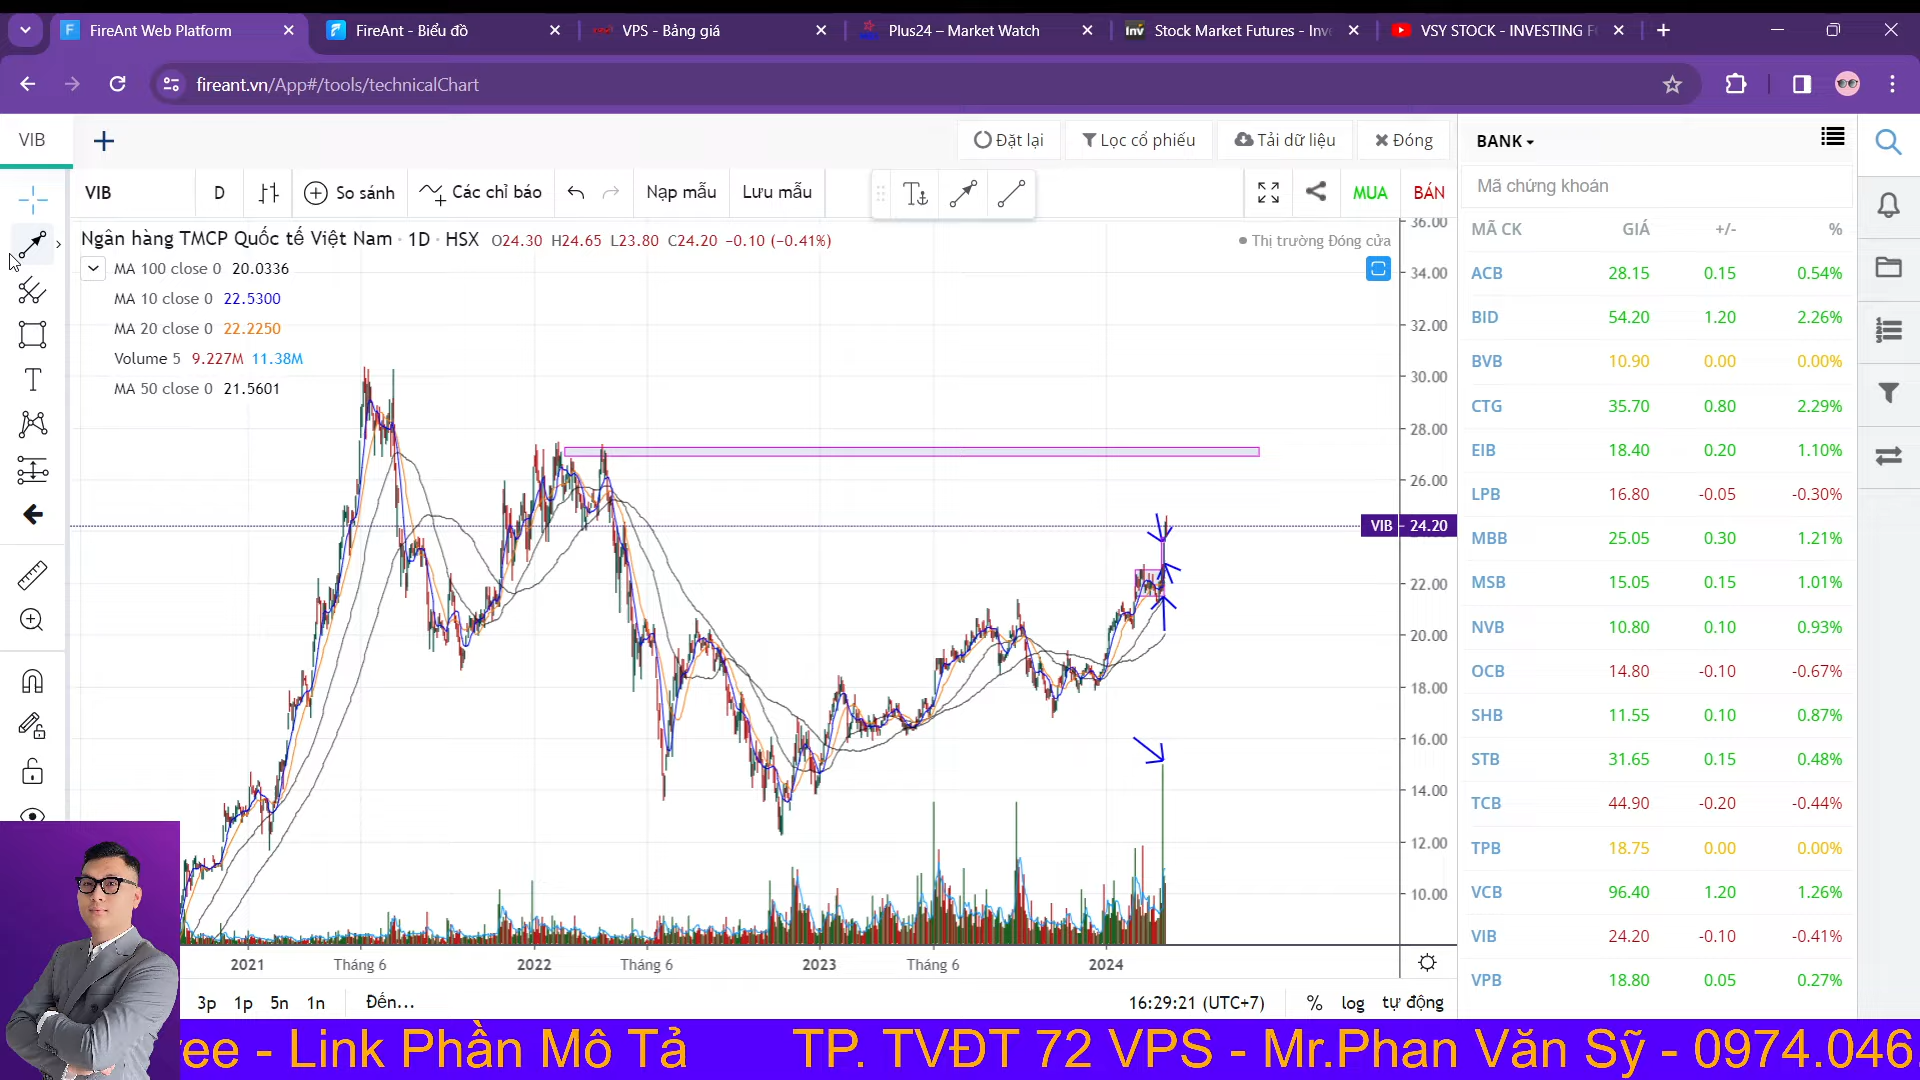 FireAnt Web Platform
FireAnt - Biểu đồ
VPS - Bảng giá
Plus24 – Market Watch
Stock Market Futures - Inv
VSY STOCK - INVESTING F
fireant.vn/App#/tools/technicalChart
VIB
Đặt lại
Lọc cổ phiếu
Tải dữ liệu
Đóng
BANK
VIB
D
So sánh
Các chỉ báo
Nạp mẫu
Lưu mẫu
MUA
BÁN
Mã chứng khoán
Ngân hàng TMCP Quốc tế Việt Nam · 1D · HSX O24.30 H24.65 L23.80 C24.20 −0.10 (−0.41%)
Thị trường Đóng cửa
MA 100 close 0 20.0336
MA 10 close 0 22.5300
MA 20 close 0 22.2250
Volume 5 9.227M 11.38M
MA 50 close 0 21.5601
36.00
34.00
32.00
30.00
28.00
26.00
VIB 24.20
22.00
20.00
18.00
16.00
14.00
12.00
10.00
2021
Tháng 6
2022
Tháng 6
2023
Tháng 6
2024
MÃ CK GIÁ +/- %
ACB 28.15 0.15 0.54%
BID 54.20 1.20 2.26%
BVB 10.90 0.00 0.00%
CTG 35.70 0.80 2.29%
EIB 18.40 0.20 1.10%
LPB 16.80 -0.05 -0.30%
MBB 25.05 0.30 1.21%
MSB 15.05 0.15 1.01%
NVB 10.80 0.10 0.93%
OCB 14.80 -0.10 -0.67%
SHB 11.55 0.10 0.87%
STB 31.65 0.15 0.48%
TCB 44.90 -0.20 -0.44%
TPB 18.75 0.00 0.00%
VCB 96.40 1.20 1.26%
VIB 24.20 -0.10 -0.41%
VPB 18.80 0.05 0.27%
3p 1p 5n 1n Đến...
16:29:21 (UTC+7) % log tự động
ree - Link Phần Mô Tả TP. TVĐT 72 VPS - Mr.Phan Văn Sỹ - 0974.046